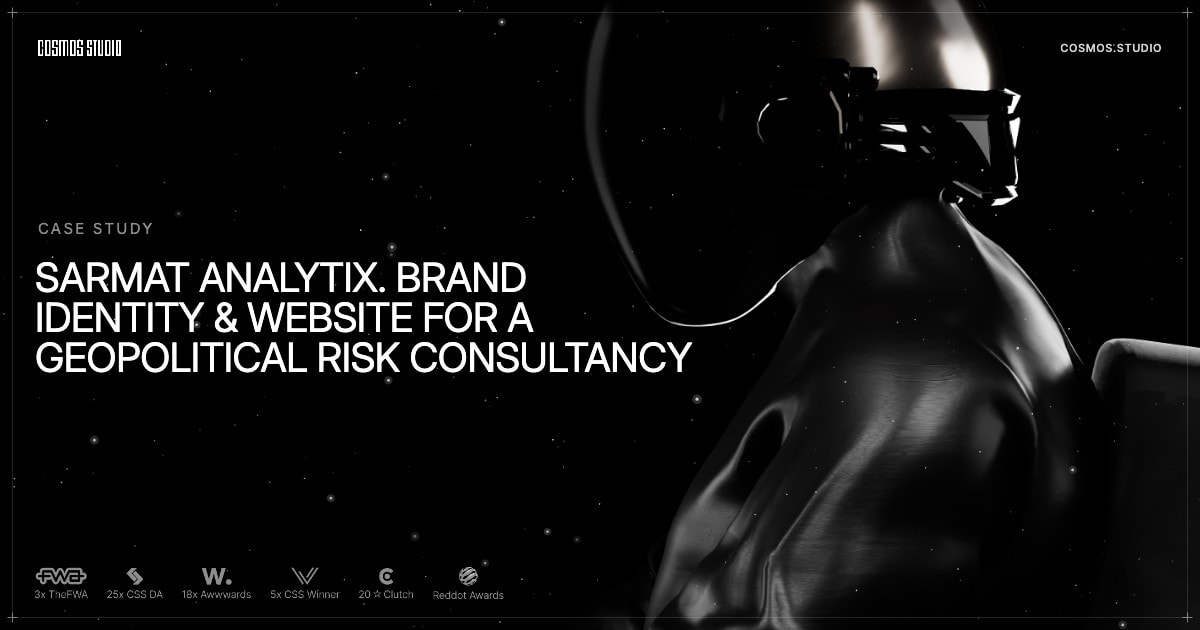 COSMOS STUDIO
COSMOS.STUDIO
CASE STUDY
SARMAT ANALYTIX. BRAND
IDENTITY & WEBSITE FOR A
GEOPOLITICAL RISK CONSULTANCY
FWA
W.
3x TheFWA
25x CSS DA
18x Awwwards
5x CSS Winner
20 ☆ Clutch
Reddot Awards